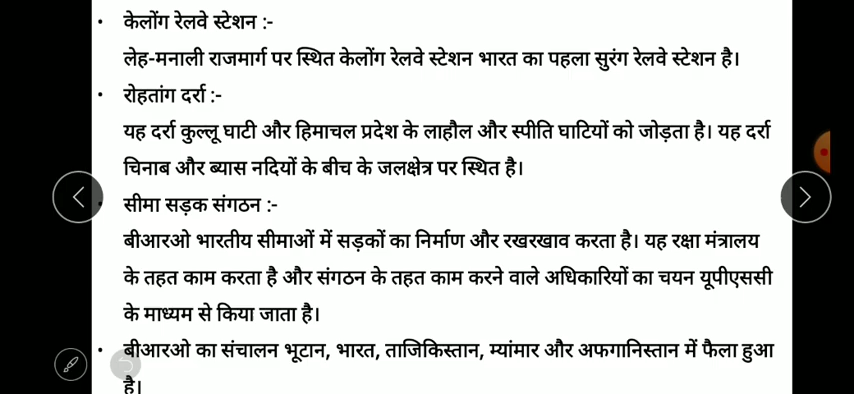 • केलोंग रेलवे स्टेशन :-
लेह-मनाली राजमार्ग पर स्थित केलोंग रेलवे स्टेशन भारत का पहला सुरंग रेलवे स्टेशन है।
• रोहतांग दर्रा :-
यह दर्रा कुल्लू घाटी और हिमाचल प्रदेश के लाहौल और स्पीति घाटियों को जोड़ता है। यह दर्रा
चिनाब और ब्यास नदियों के बीच के जलक्षेत्र पर स्थित है।
• सीमा सड़क संगठन :-
बीआरओ भारतीय सीमाओं में सड़कों का निर्माण और रखरखाव करता है। यह रक्षा मंत्रालय
के तहत काम करता है और संगठन के तहत काम करने वाले अधिकारियों का चयन यूपीएससी
के माध्यम से किया जाता है।
• बीआरओ का संचालन भूटान, भारत, ताजिकिस्तान, म्यांमार और अफगानिस्तान में फैला हुआ
है।